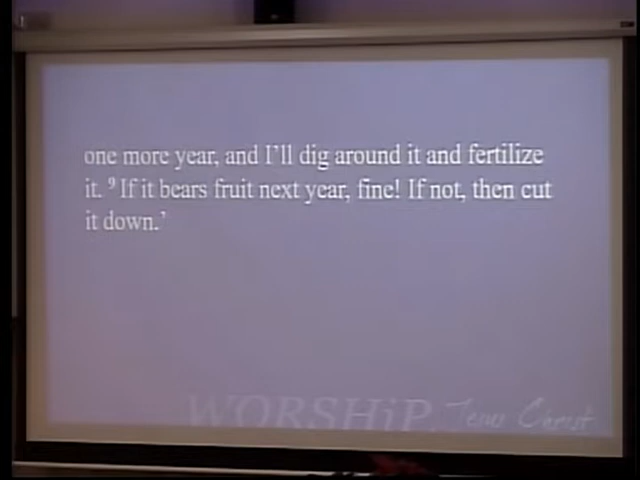 one more year, and I'll dig around it and fertilize
it. ⁹ If it bears fruit next year, fine! If not, then cut
it down.'
WORSHiP Jesus Christ